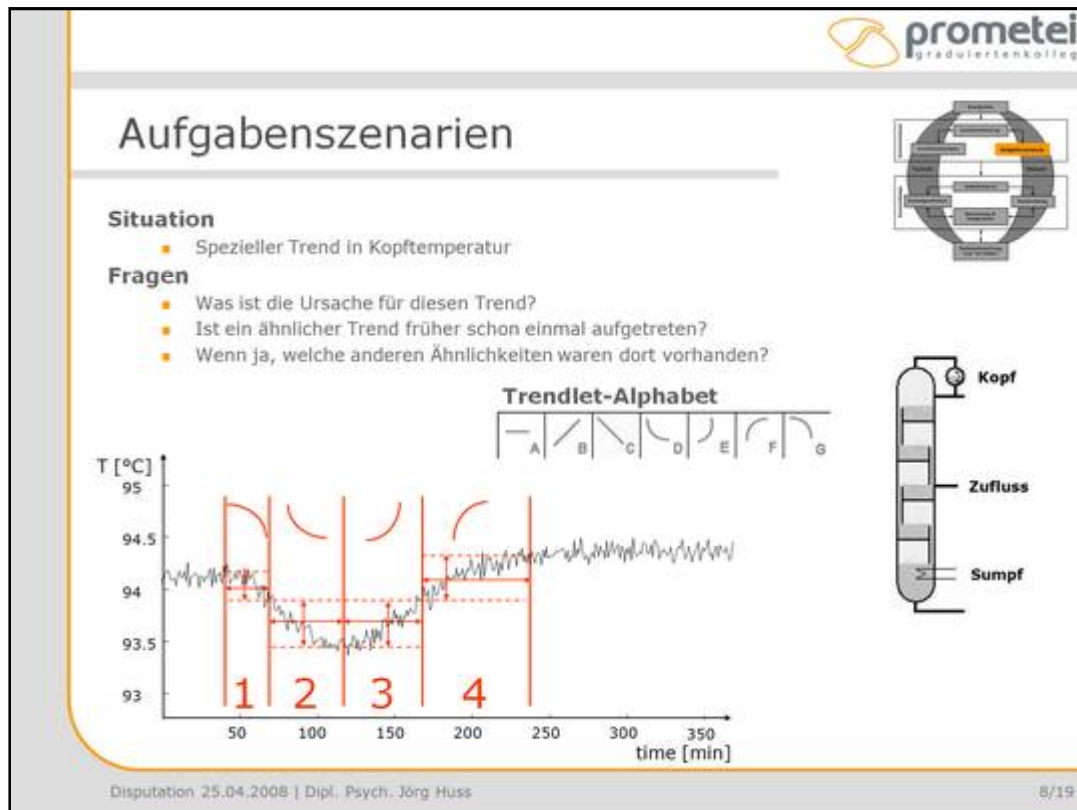 prometei
graduiertenkolleg
Aufgabenszenarien
Situation
Spezieller Trend in Kopftemperatur
Fragen
Was ist die Ursache für diesen Trend?
Ist ein ähnlicher Trend früher schon einmal aufgetreten?
Wenn ja, welche anderen Ähnlichkeiten waren dort vorhanden?
Trendlet-Alphabet
A B C D E F G
T [°C]
95
94.5
94
93.5
93
1 2 3 4
50 100 150 200 250 300 350
time [min]
Kopf
Zufluss
Sumpf
Disputation 25.04.2008 | Dipl. Psych. Jörg Huss
8/19